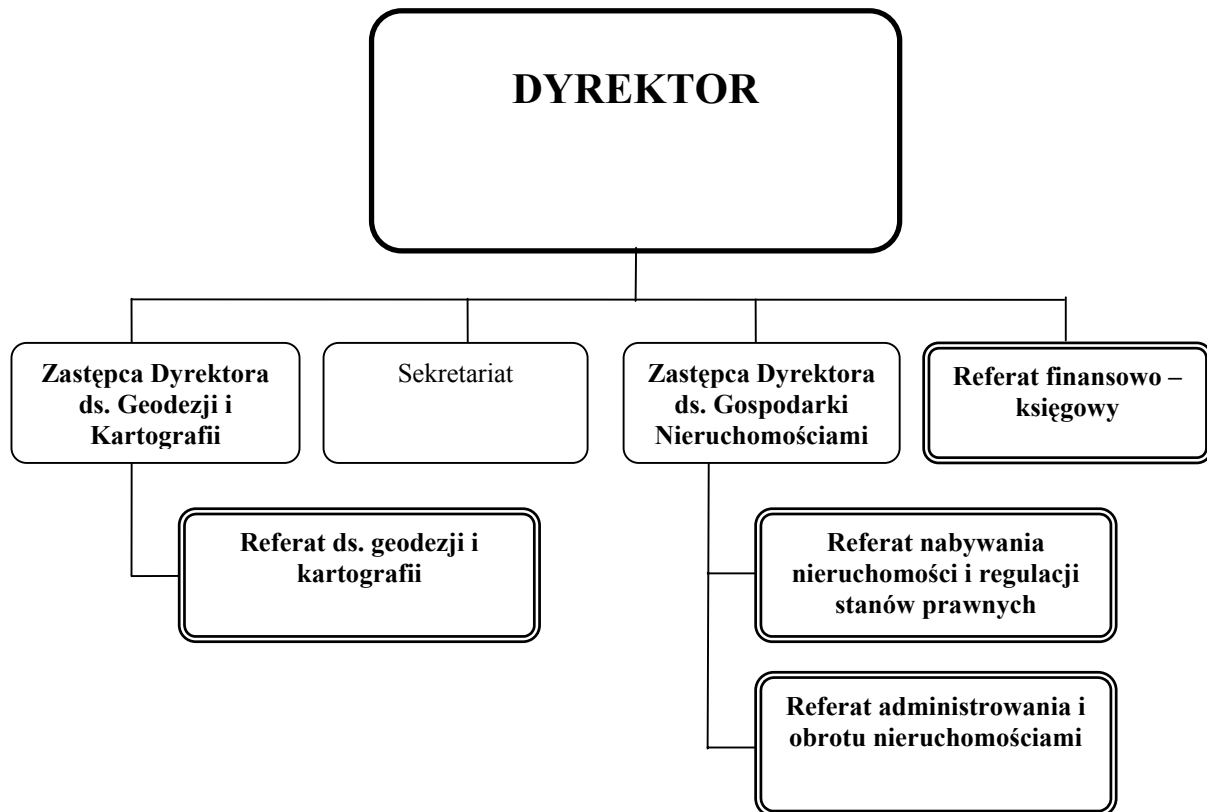 DYREKTOR
Zastępca Dyrektora
ds. Geodezji i
Kartografii
Sekretariat
Zastępca Dyrektora
ds. Gospodarki
Nieruchomościami
Referat finansowo –
księgowy
Referat ds. geodezji i
kartografii
Referat nabywania
nieruchomości i regulacji
stanów prawnych
Referat administrowania i
obrotu nieruchomościami